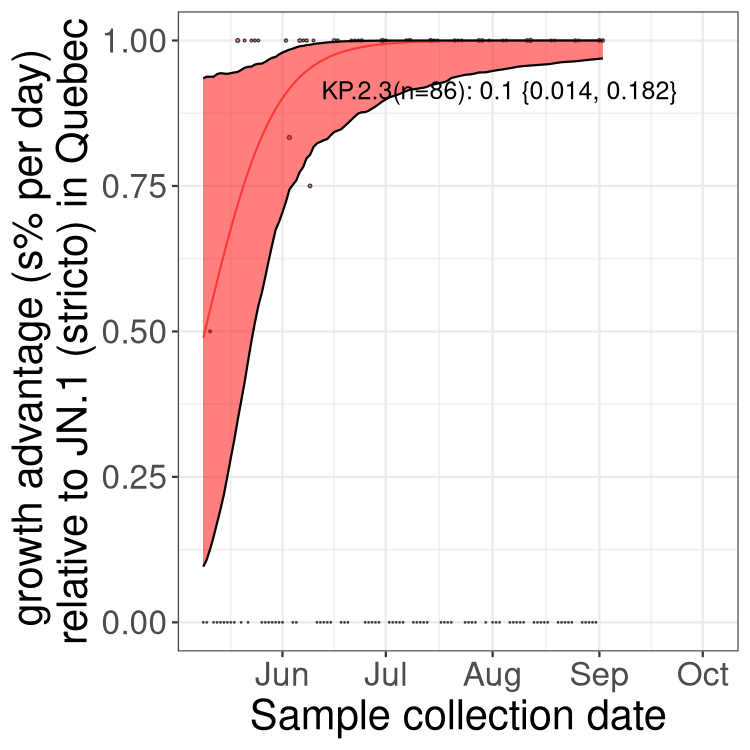 growth advantage (s% per day)
relative to JN.1 (stricto) in Quebec
1.00
0.75
0.50
0.25
0.00
KP.2.3(n=86): 0.1 {0.014, 0.182}
Jun Jul Aug Sep Oct
Sample collection date